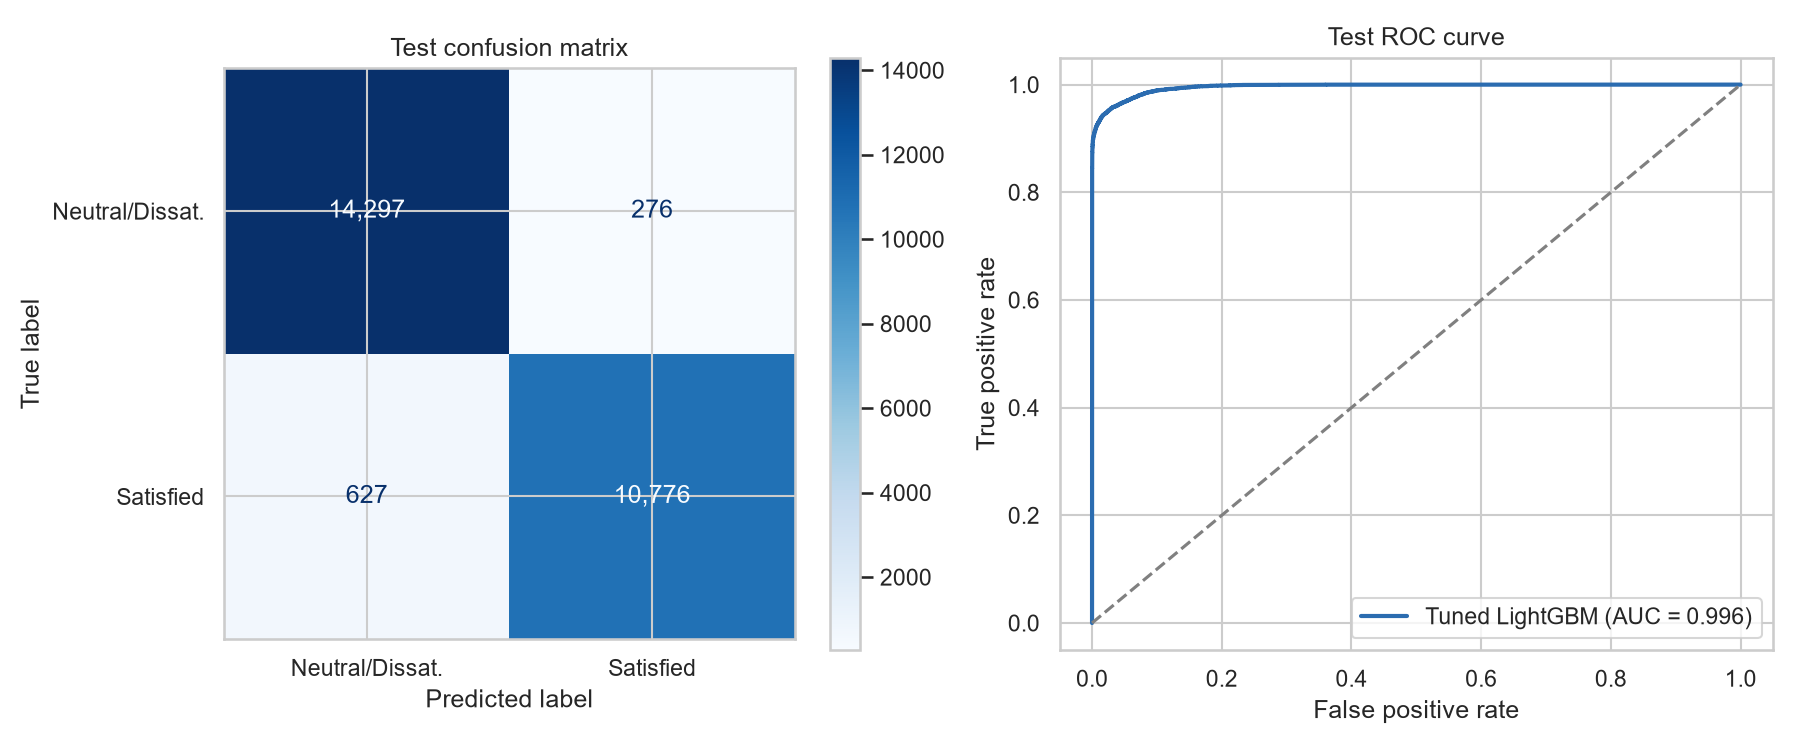 Test confusion matrix
14000
12000
10000
8000
6000
4000
2000
Neutral/Dissat.
14,297
276
Satisfied
627
10,776
True label
Neutral/Dissat.
Satisfied
Predicted label
Test ROC curve
1.0
0.8
0.6
0.4
0.2
0.0
True positive rate
Tuned LightGBM (AUC = 0.996)
0.0
0.2
0.4
0.6
0.8
1.0
False positive rate